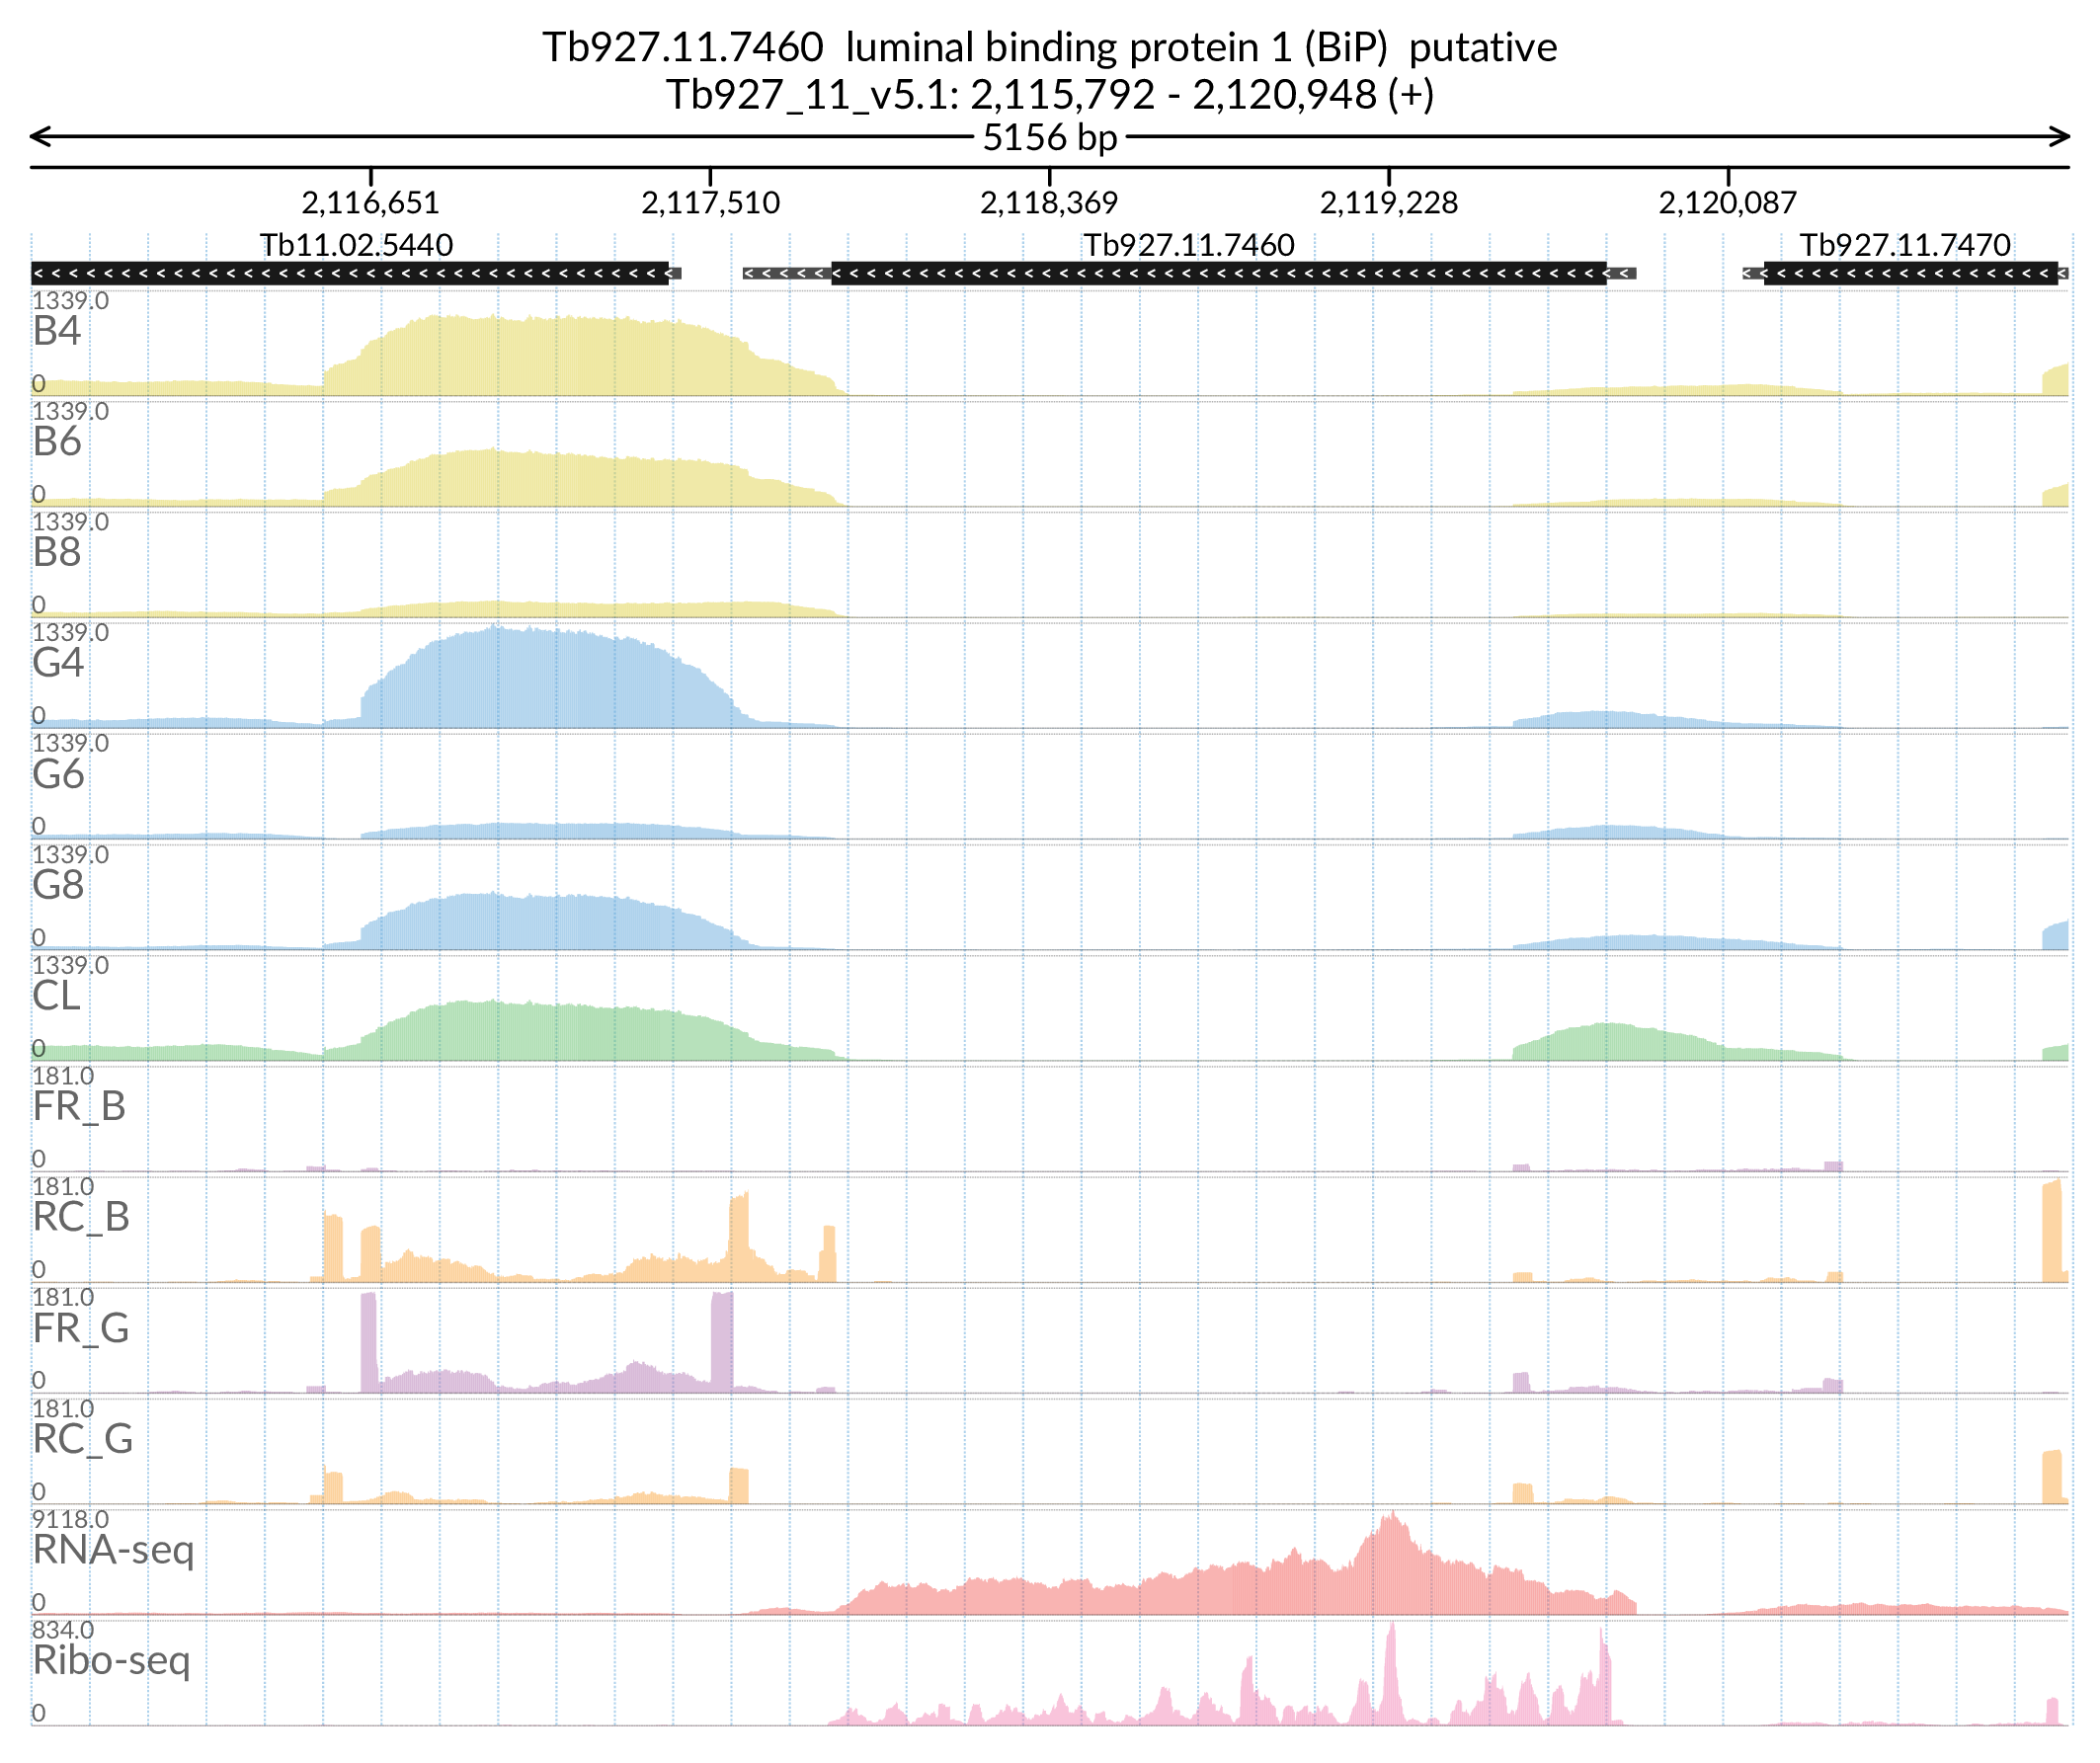 Tb927.11.7460  luminal binding protein 1 (BiP)  putative
Tb927_11_v5.1: 2,115,792 - 2,120,948 (+)
5156 bp
2,116,651 2,117,510 2,118,369 2,119,228 2,120,087
Tb11.02.5440 Tb927.11.7460 Tb927.11.7470
1339.0
B4
0
1339.0
B6
0
1339.0
B8
0
1339.0
G4
0
1339.0
G6
0
1339.0
G8
0
1339.0
CL
0
181.0
FR_B
0
181.0
RC_B
0
181.0
FR_G
0
181.0
RC_G
0
9118.0
RNA-seq
0
834.0
Ribo-seq
0